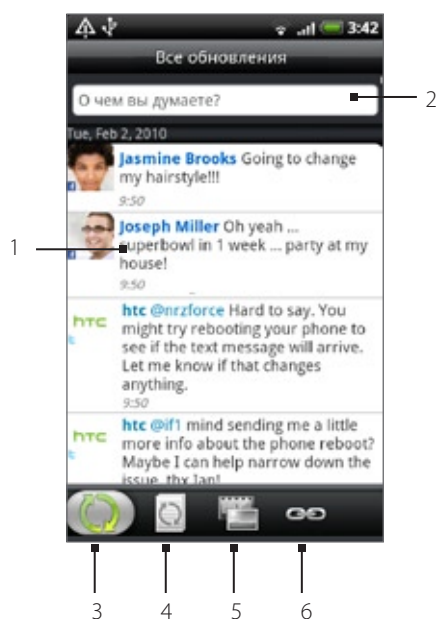 3:42
Все обновления
О чем вы думаете?
2
Tue, Feb 2, 2010
Jasmine Brooks Going to change
my hairstyle!!!
9:50
1
Joseph Miller Oh yeah ...
superbowl in 1 week ... party at my
house!
9:50
htc
htc @nrzforce Hard to say. You
might try rebooting your phone to
see if the text message will arrive.
Let me know if that changes
anything.
9:50
htc
htc @if1 mind sending me a little
more info about the phone reboot?
Maybe I can help narrow down the
issue. thx Ian!
3 4 5 6